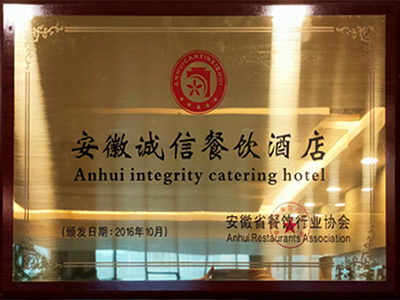 ANHUICANYINXIEHUI
安徽诚信餐饮酒店
Anhui integrity catering hotel
(颁发日期:2016年10月)
安徽省餐饮行业协会
Anhui Restaurants Association